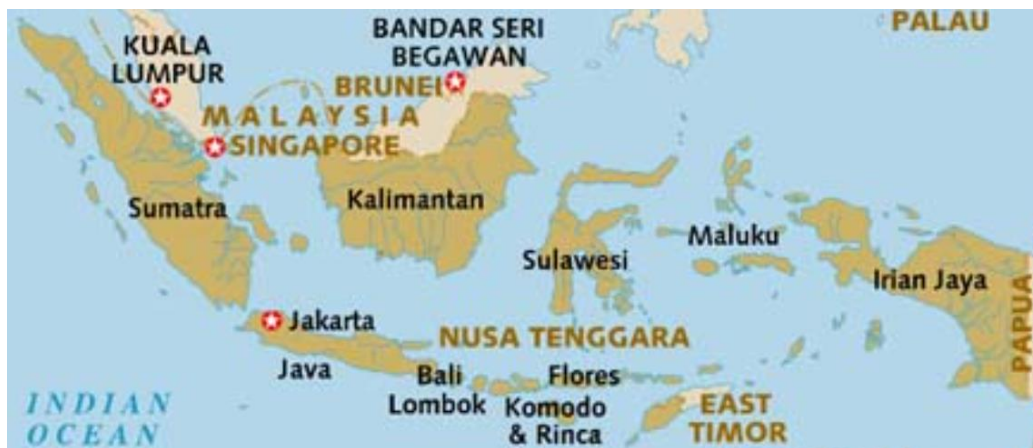 PALAU
KUALA
LUMPUR
BANDAR SERI
BEGAWAN
BRUNEI
MALAYSIA
SINGAPORE
Sumatra
Kalimantan
Sulawesi
Maluku
Irian Jaya
PAPUA
Jakarta
NUSA TENGGARA
Java
Bali
Lombok
Flores
Komodo
& Rinca
EAST
TIMOR
INDIAN
OCEAN